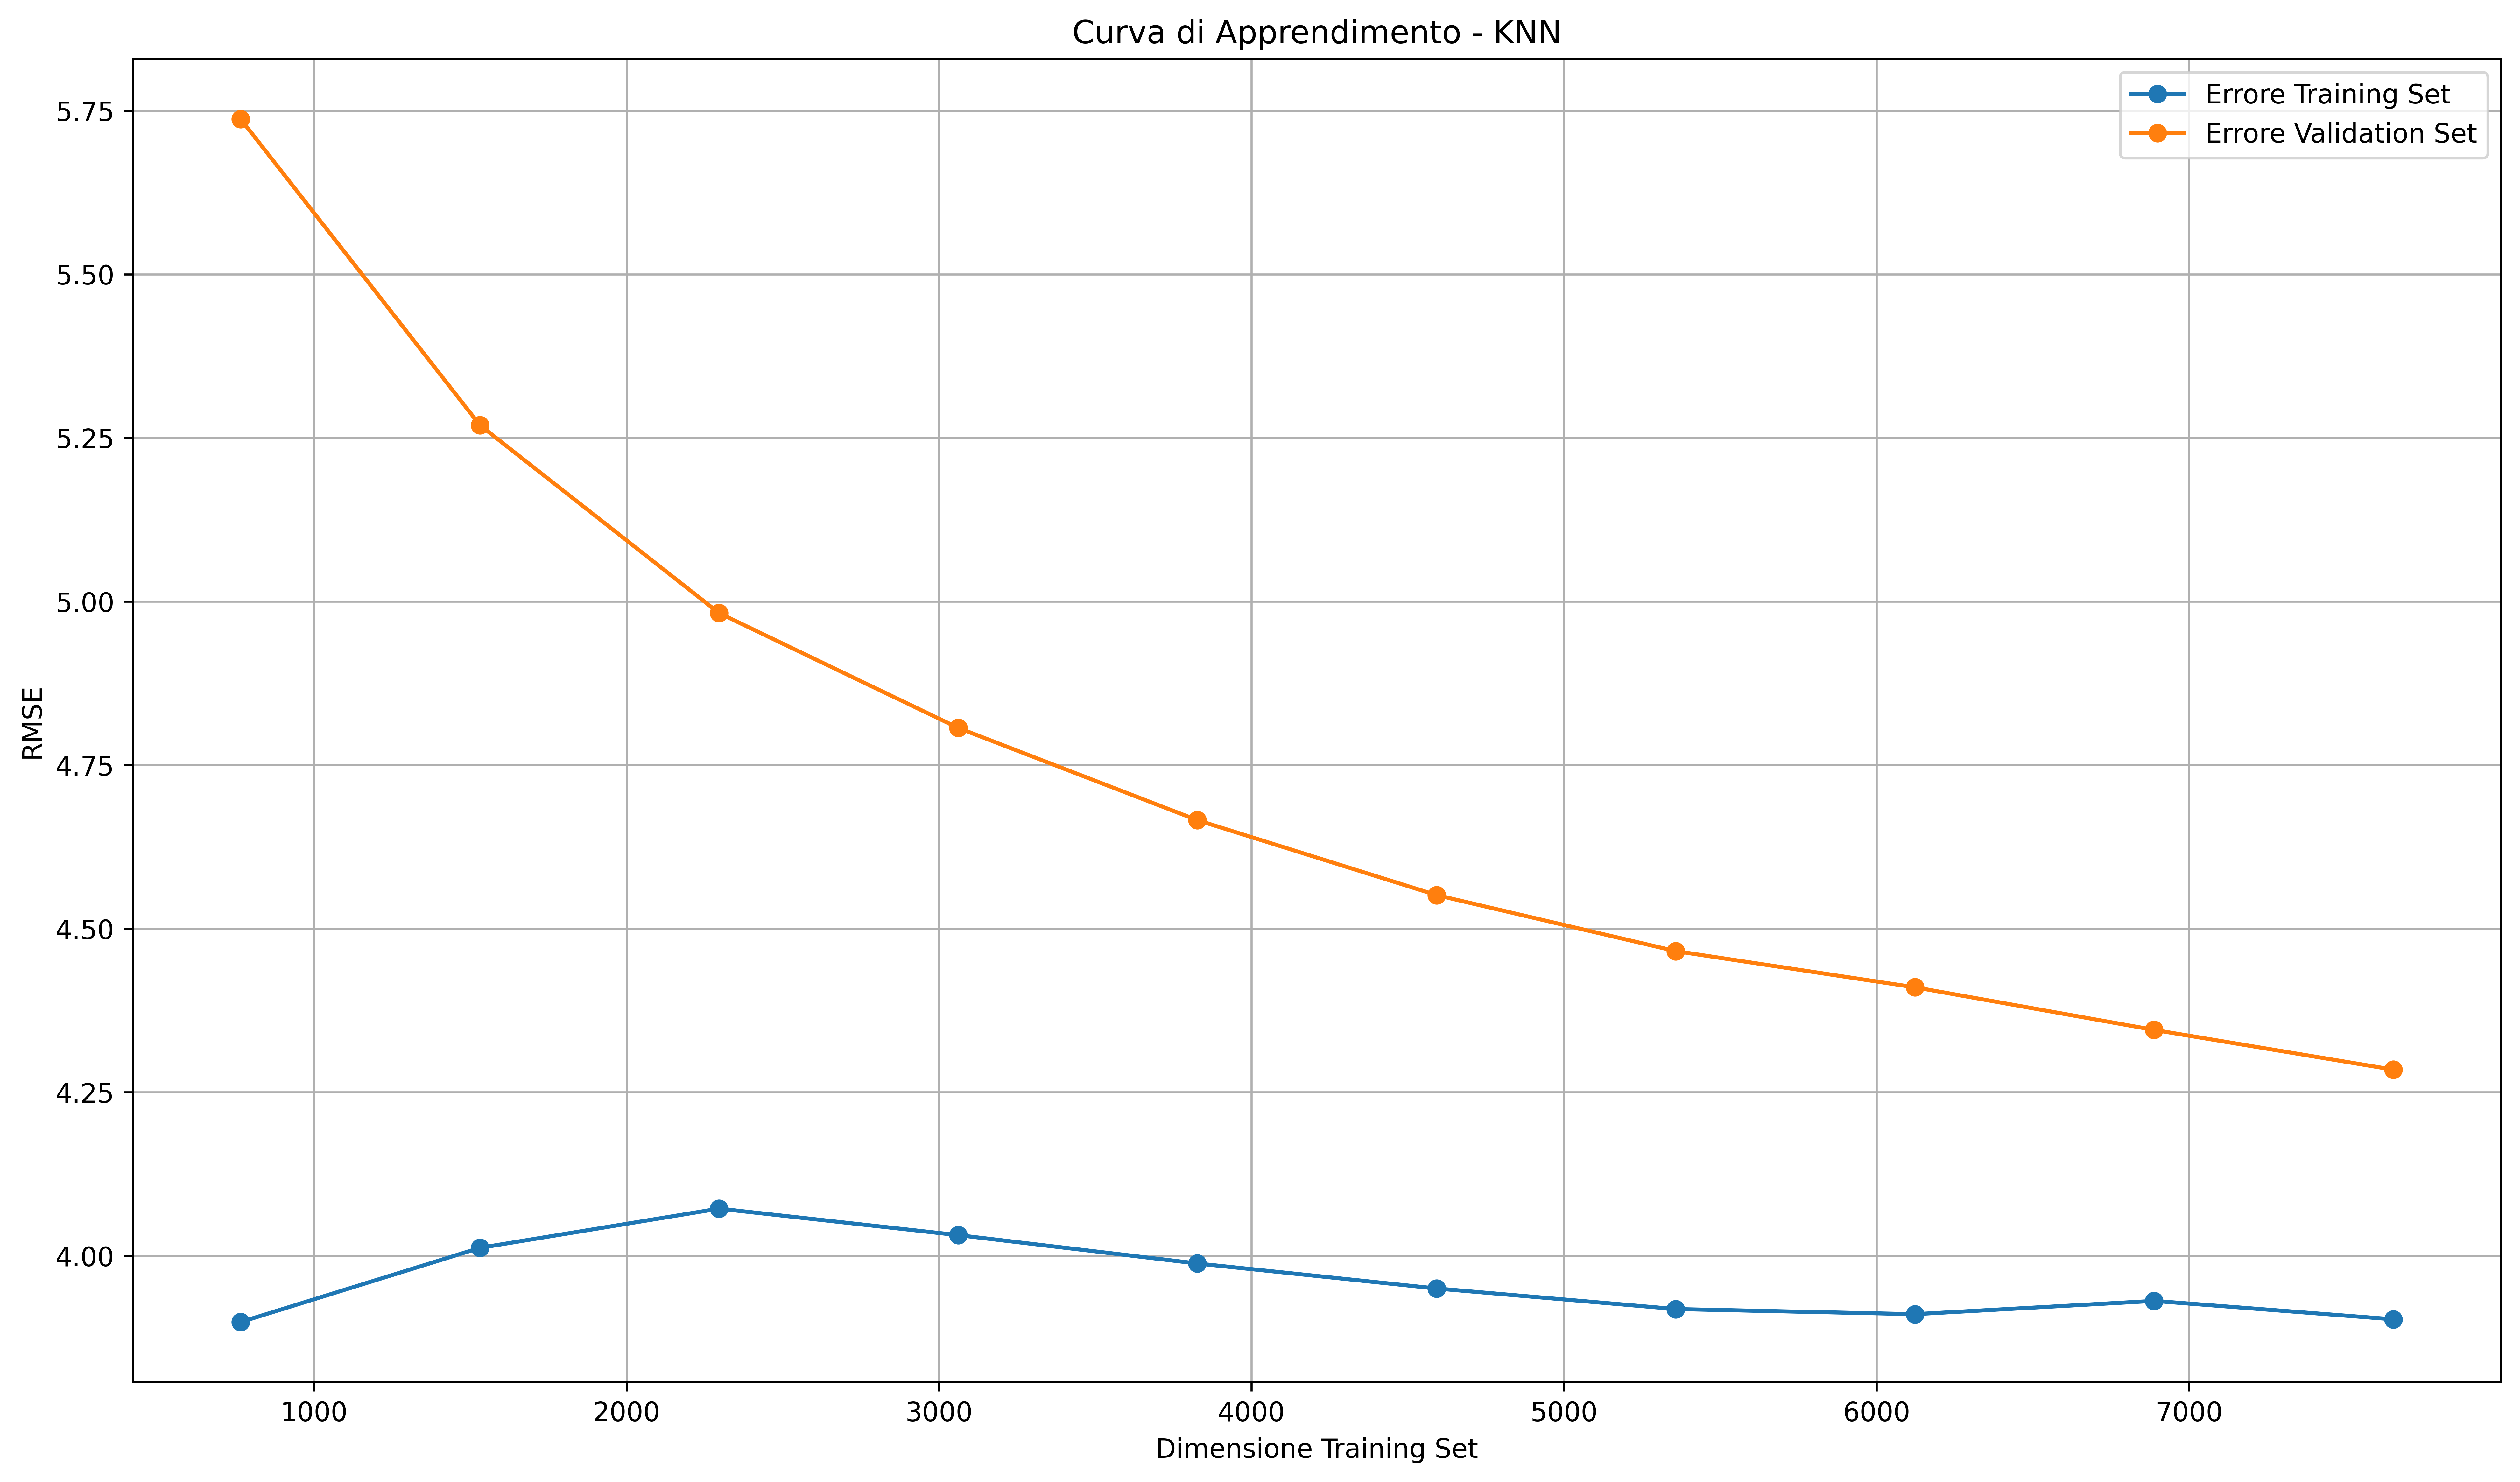 Curva di Apprendimento - KNN
Errore Training Set
Errore Validation Set
RMSE
5.75
5.50
5.25
5.00
4.75
4.50
4.25
4.00
1000 2000 3000 4000 5000 6000 7000
Dimensione Training Set